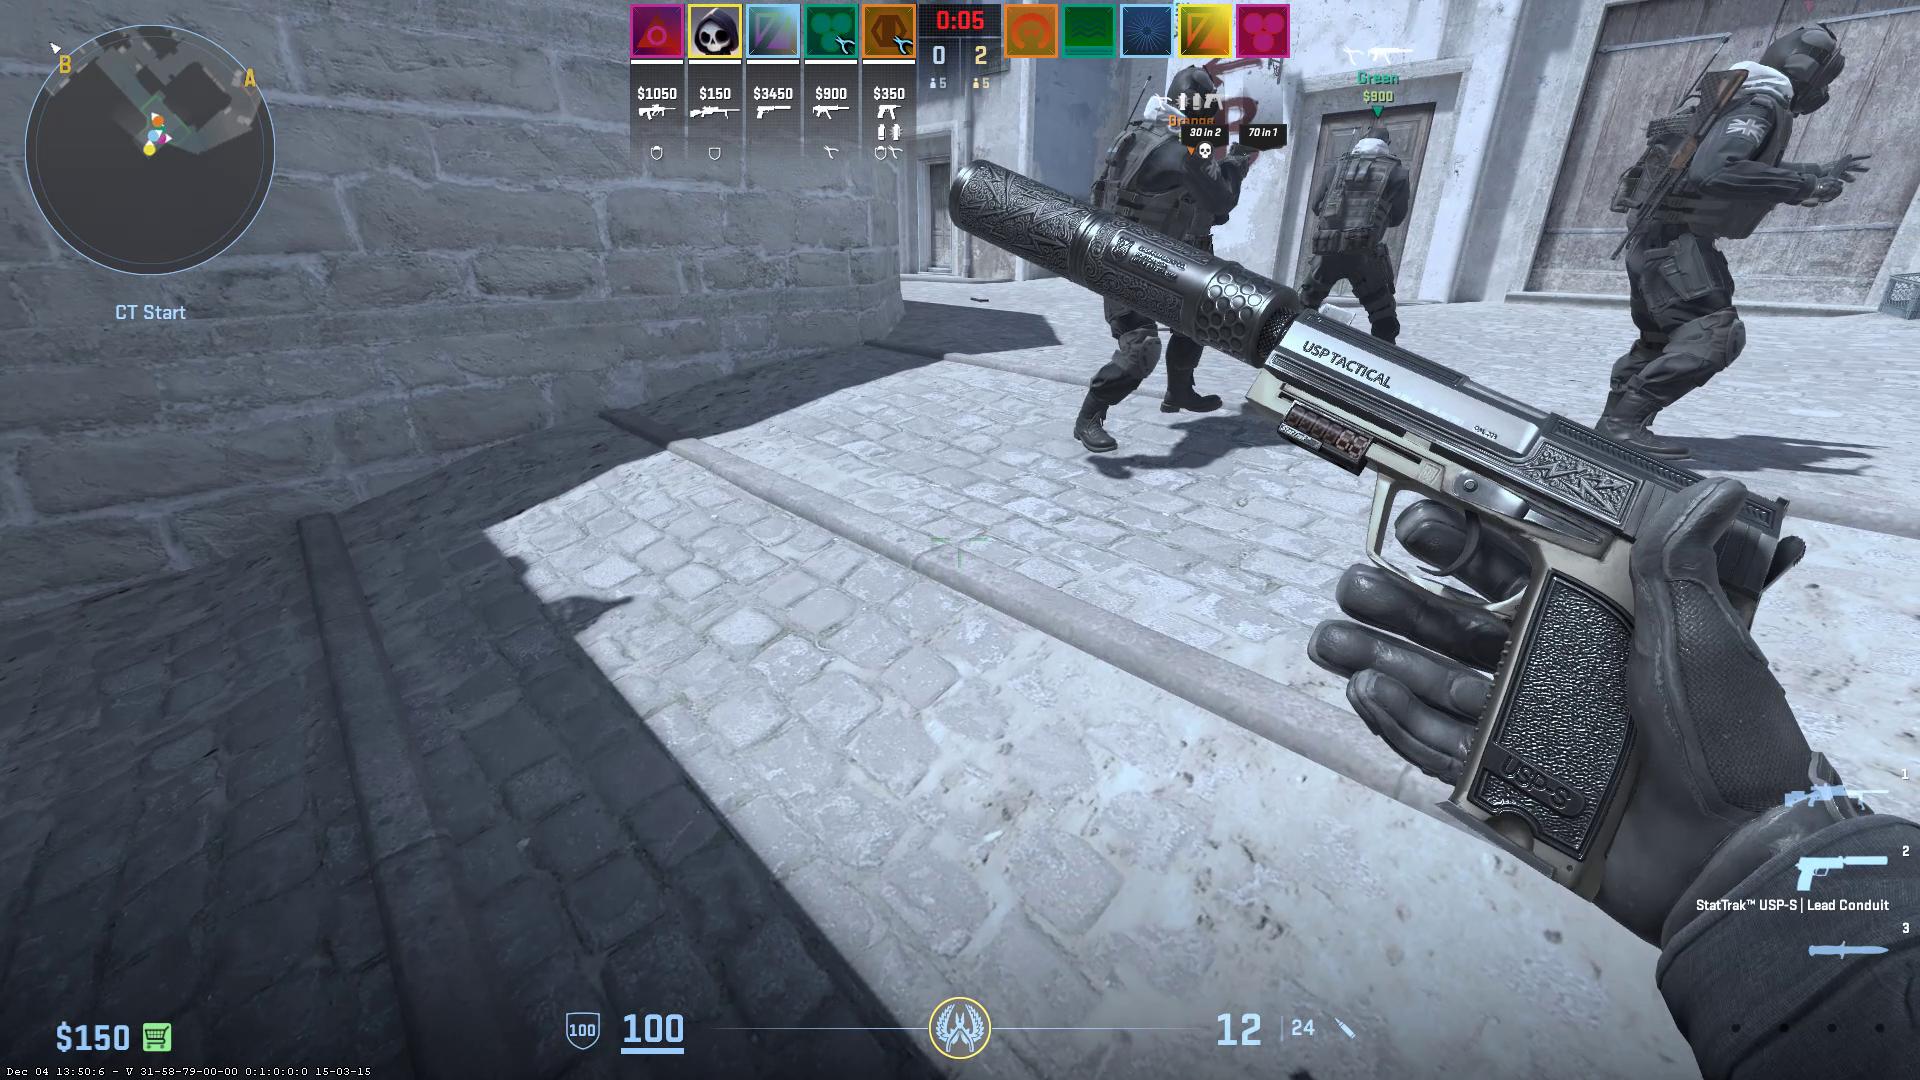 0:05
0 2
5 5
$1050 $150 $3450 $900 $350
B
A
CT Start
Green
$900
Orange
30 in 2 70 in 1
USP TACTICAL
USP-S
1
2
StatTrak™ USP-S | Lead Conduit
3
$150
100 100
12 24
Dec 04 13:50:6 - V 31-58-79-00-00 0:1:0:0:0 15-03-15